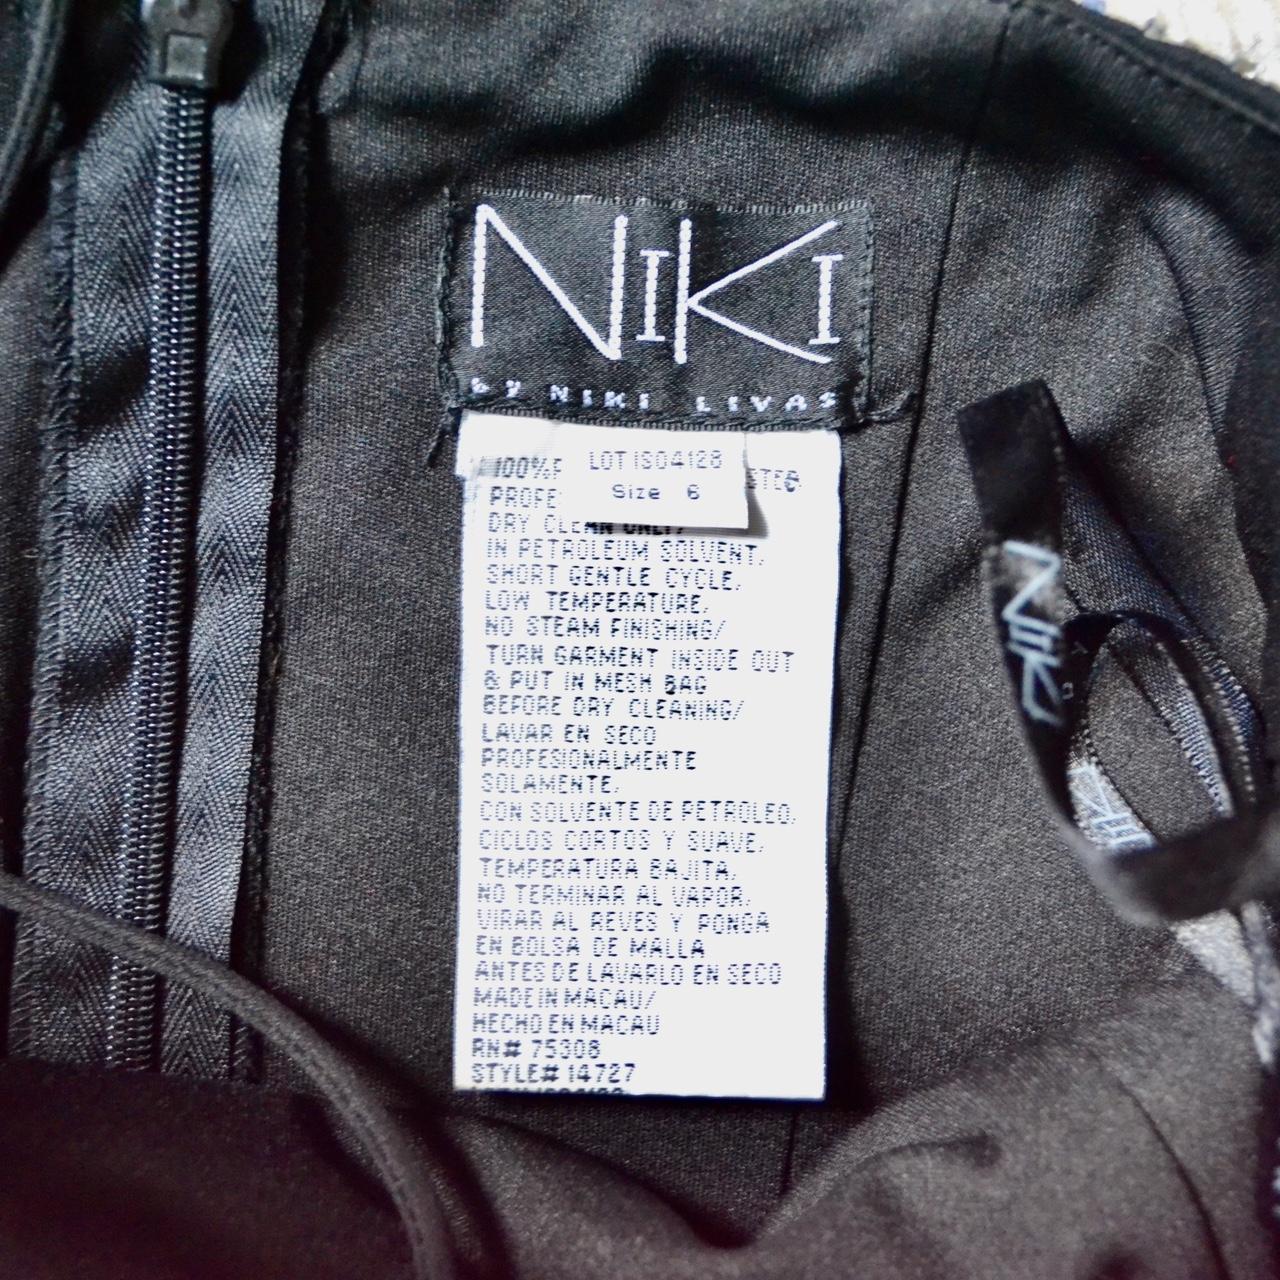 NIKI
by NIKI LIVAS
LOT IS04128
Size 6
100%
DRY CLEAN ONLY/
IN PETROLEUM SOLVENT,
SHORT GENTLE CYCLE,
LOW TEMPERATURE,
NO STEAM FINISHING/
TURN GARMENT INSIDE OUT
& PUT IN MESH BAG
BEFORE DRY CLEANING/
LAVAR EN SECO
PROFESIONALMENTE
SOLAMENTE,
CON SOLVENTE DE PETROLEO,
CICLOS CORTOS Y SUAVE,
TEMPERATURA BAJITA,
NO TERMINAR AL VAPOR,
VIRAR AL REVES Y PONGA
EN BOLSA DE MALLA
ANTES DE LAVARLO EN SECO
MADE IN MACAU/
HECHO EN MACAU
RN# 75308
STYLE# 14727
NIKI